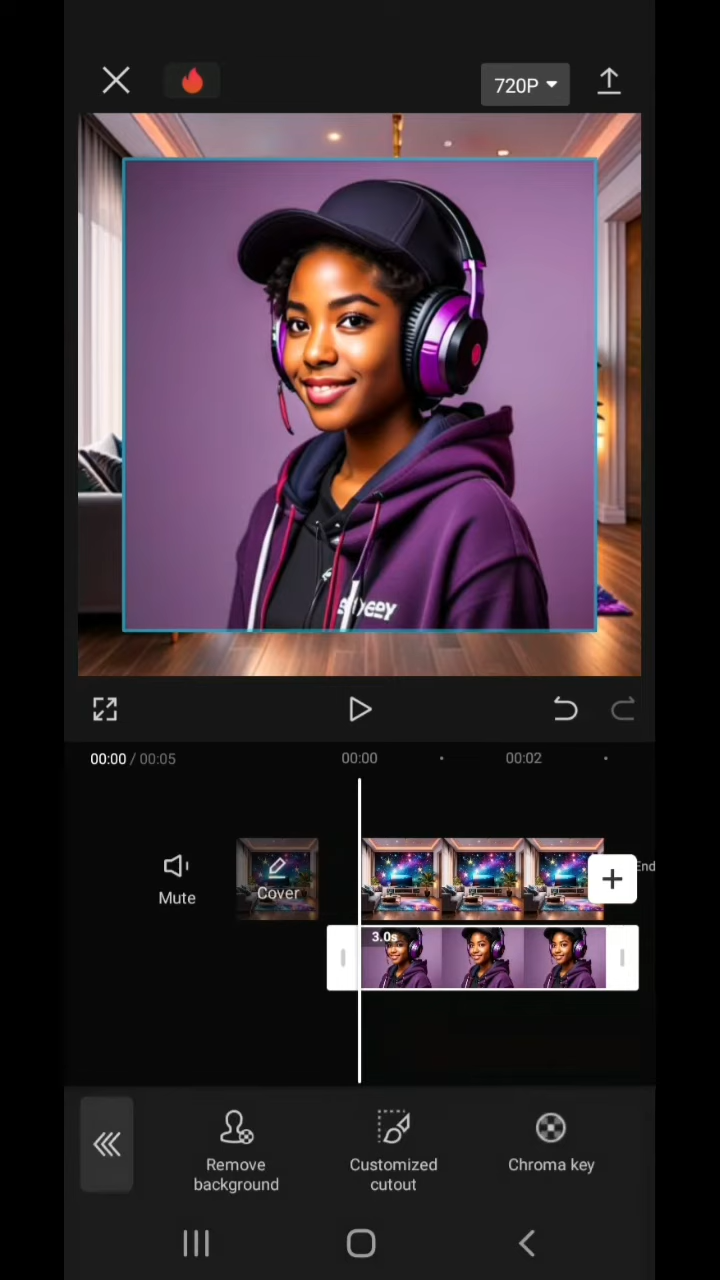 720P
00:00 / 00:05
00:00
00:02
Mute
Cover
End
3.0s
Remove
background
Customized
cutout
Chroma key